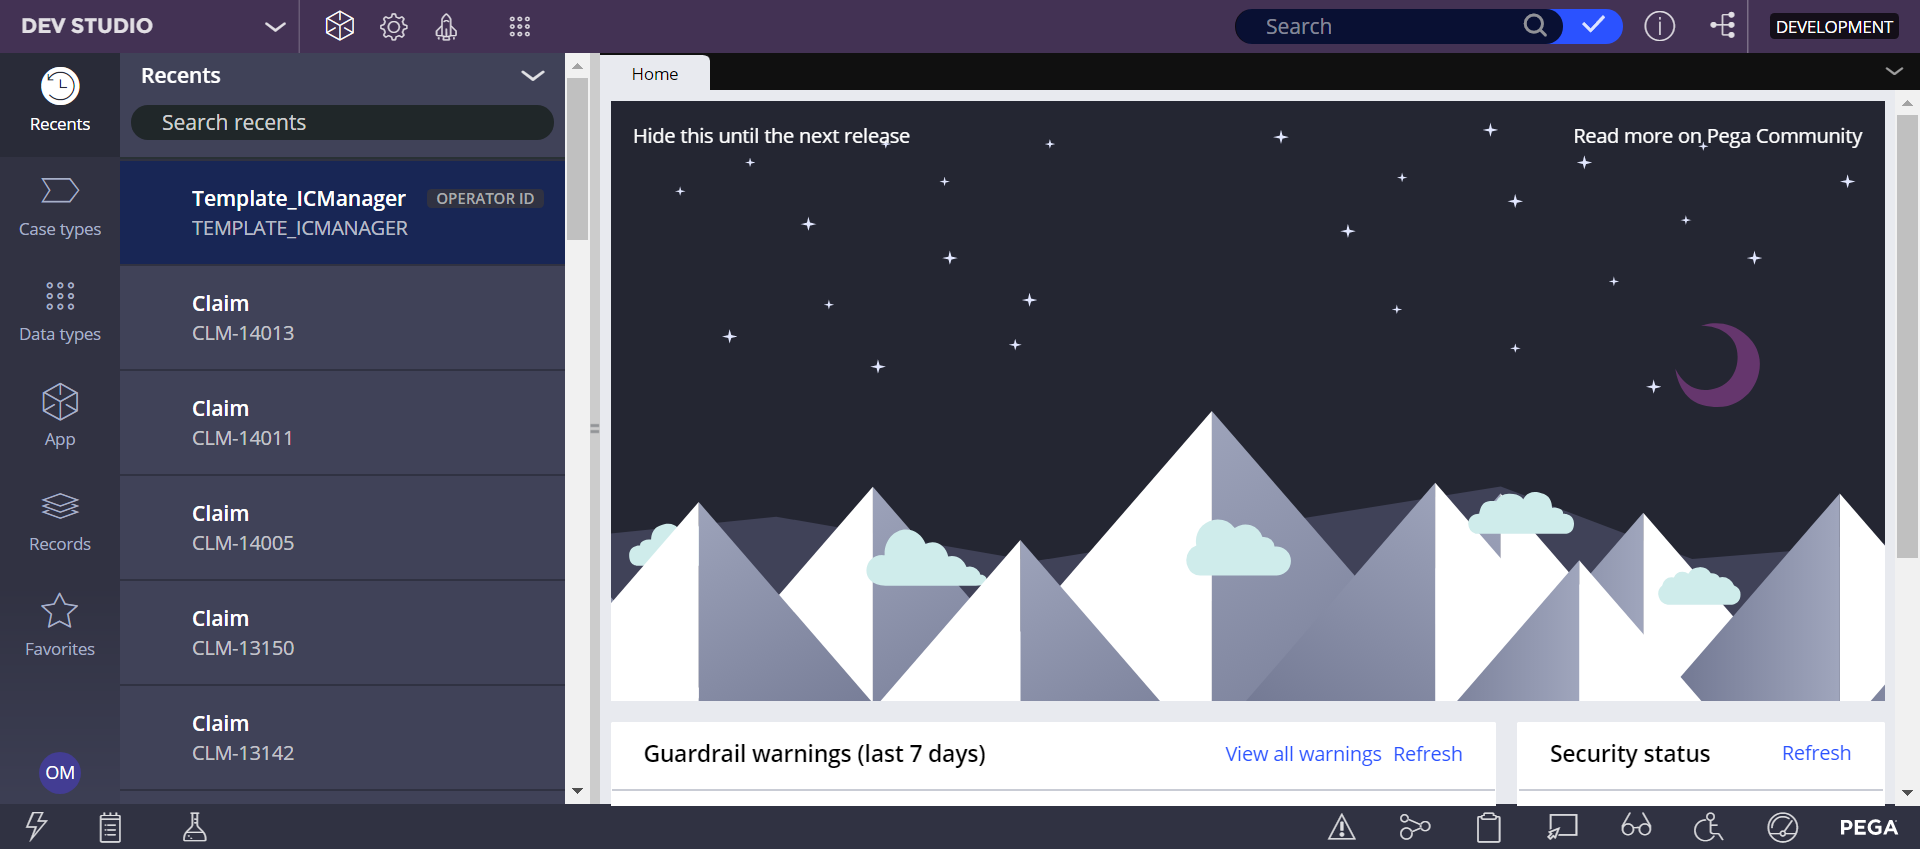 DEV STUDIO
Search
DEVELOPMENT
Recents
Case types
Data types
App
Records
Favorites
OM
Recents
Search recents
Template_ICManager OPERATOR ID
TEMPLATE_ICMANAGER
Claim
CLM-14013
Claim
CLM-14011
Claim
CLM-14005
Claim
CLM-13150
Claim
CLM-13142
Home
Hide this until the next release
Read more on Pega Community
Guardrail warnings (last 7 days)
View all warnings Refresh
Security status
Refresh
PEGA